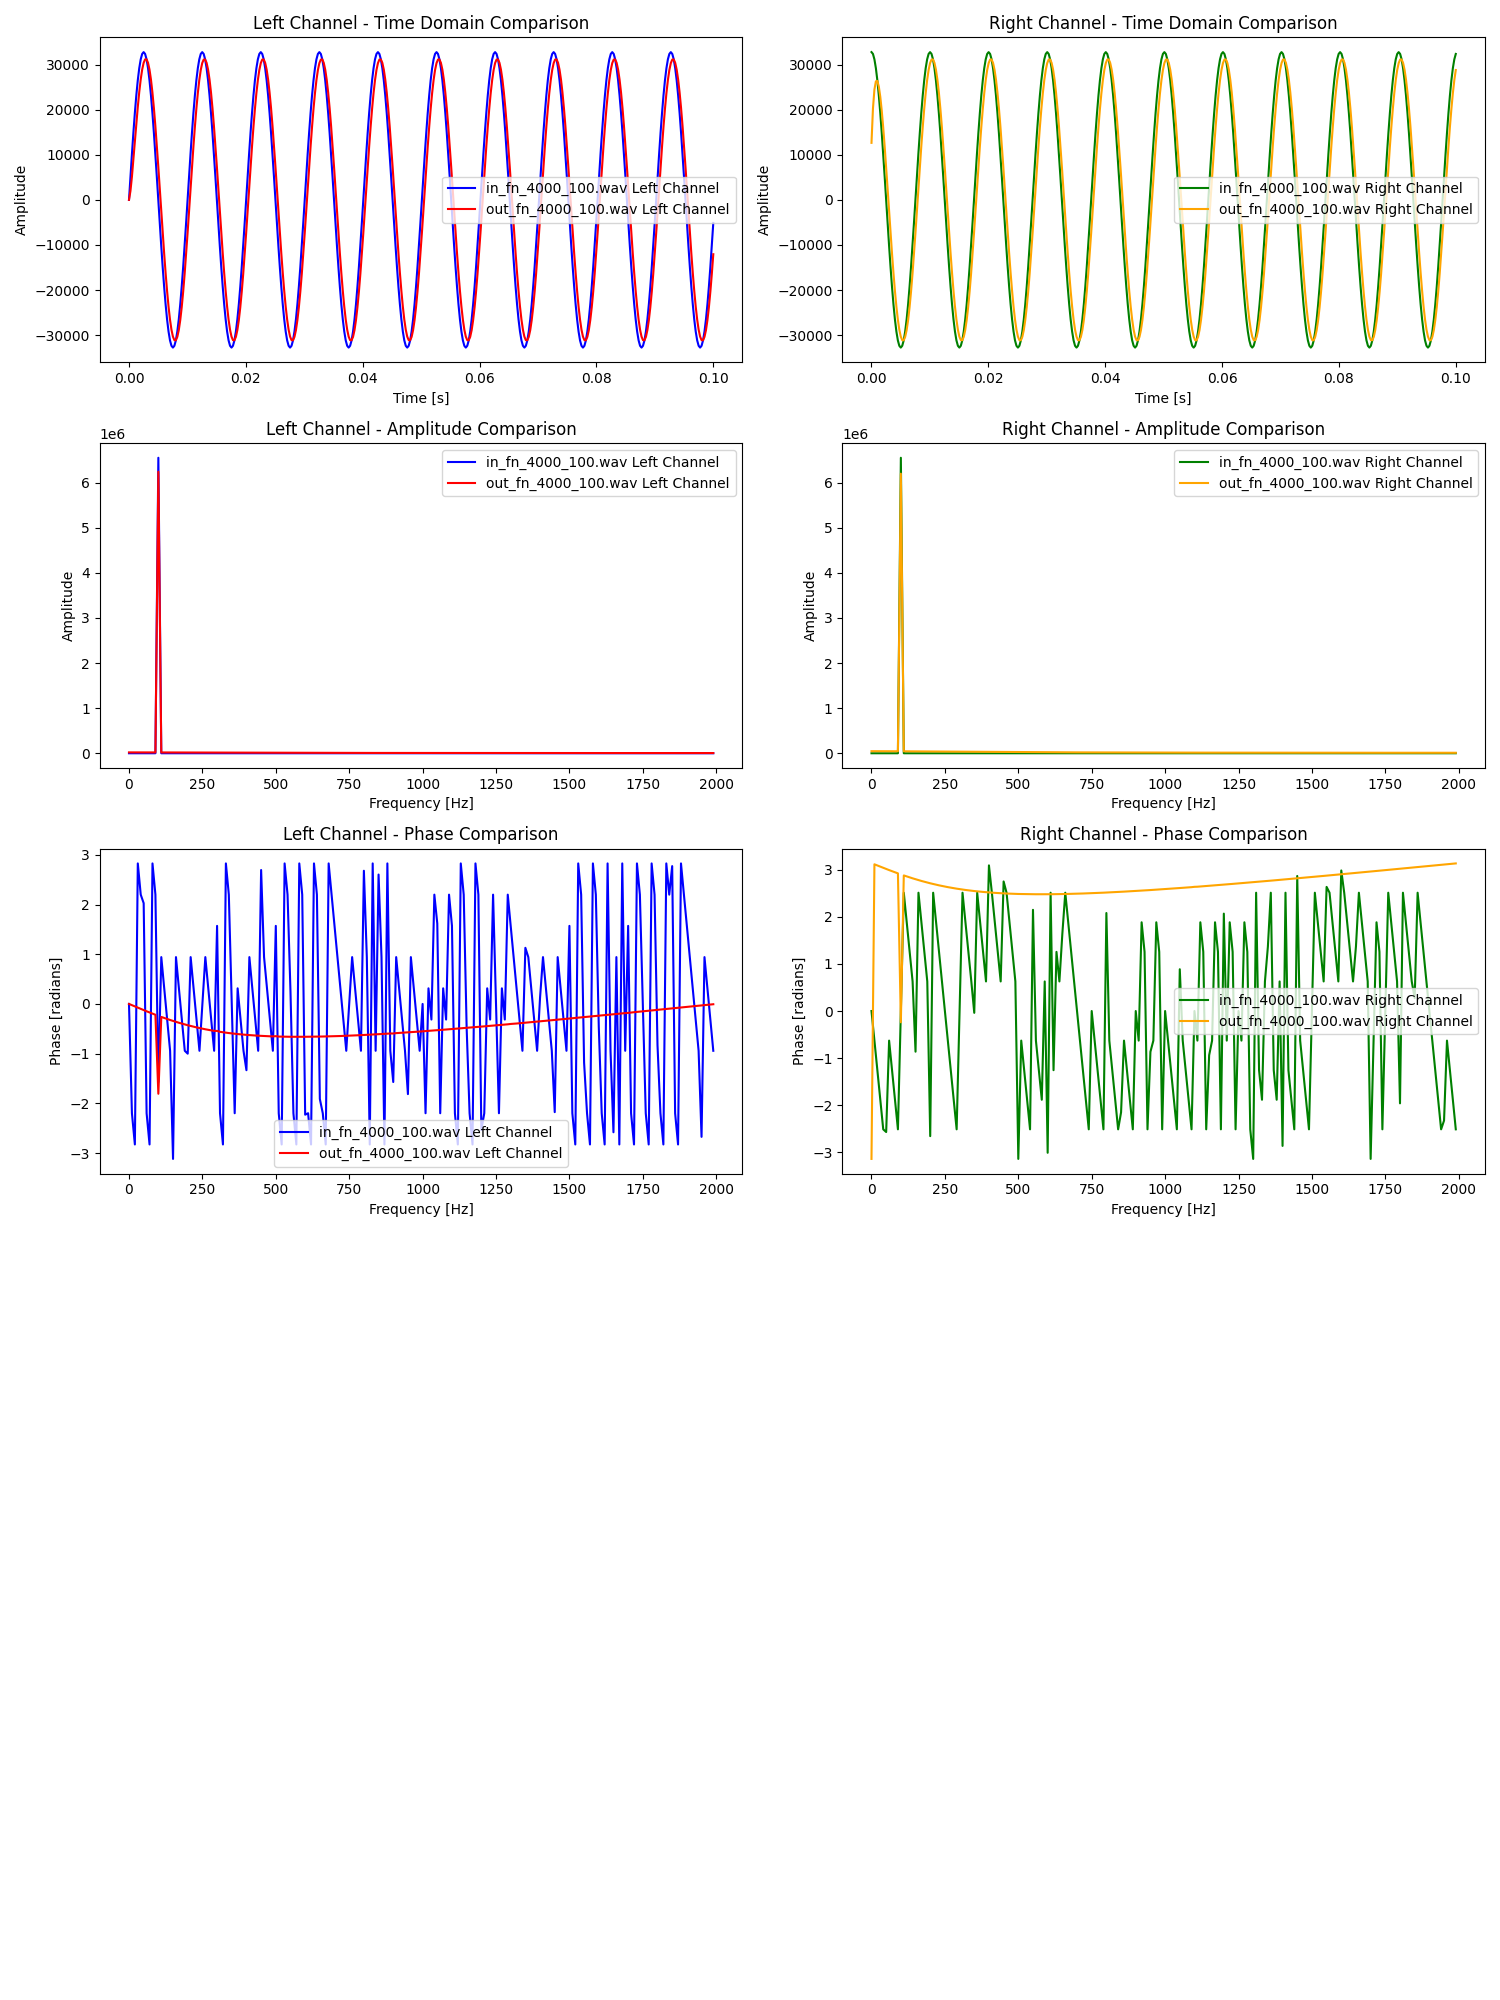 Left Channel - Time Domain Comparison
Amplitude
30000
20000
10000
0
−10000
−20000
−30000
in_fn_4000_100.wav Left Channel
out_fn_4000_100.wav Left Channel
0.00 0.02 0.04 0.06 0.08 0.10
Time [s]
Right Channel - Time Domain Comparison
Amplitude
30000
20000
10000
0
−10000
−20000
−30000
in_fn_4000_100.wav Right Channel
out_fn_4000_100.wav Right Channel
0.00 0.02 0.04 0.06 0.08 0.10
Time [s]
Left Channel - Amplitude Comparison
1e6
Amplitude
6
5
4
3
2
1
0
in_fn_4000_100.wav Left Channel
out_fn_4000_100.wav Left Channel
0 250 500 750 1000 1250 1500 1750 2000
Frequency [Hz]
Right Channel - Amplitude Comparison
1e6
Amplitude
6
5
4
3
2
1
0
in_fn_4000_100.wav Right Channel
out_fn_4000_100.wav Right Channel
0 250 500 750 1000 1250 1500 1750 2000
Frequency [Hz]
Left Channel - Phase Comparison
Phase [radians]
3
2
1
0
−1
−2
−3
in_fn_4000_100.wav Left Channel
out_fn_4000_100.wav Left Channel
0 250 500 750 1000 1250 1500 1750 2000
Frequency [Hz]
Right Channel - Phase Comparison
Phase [radians]
3
2
1
0
−1
−2
−3
in_fn_4000_100.wav Right Channel
out_fn_4000_100.wav Right Channel
0 250 500 750 1000 1250 1500 1750 2000
Frequency [Hz]